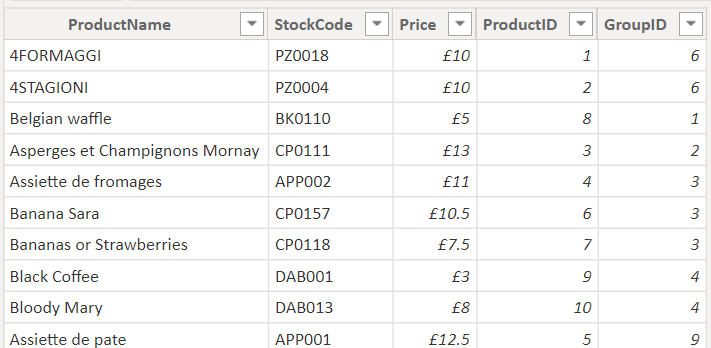 ProductName StockCode Price ProductID GroupID
4FORMAGGI PZ0018 £10 1 6
4STAGIONI PZ0004 £10 2 6
Belgian waffle BK0110 £5 8 1
Asperges et Champignons Mornay CP0111 £13 3 2
Assiette de fromages APP002 £11 4 3
Banana Sara CP0157 £10.5 6 3
Bananas or Strawberries CP0118 £7.5 7 3
Black Coffee DAB001 £3 9 4
Bloody Mary DAB013 £8 10 4
Assiette de pate APP001 £12.5 5 9